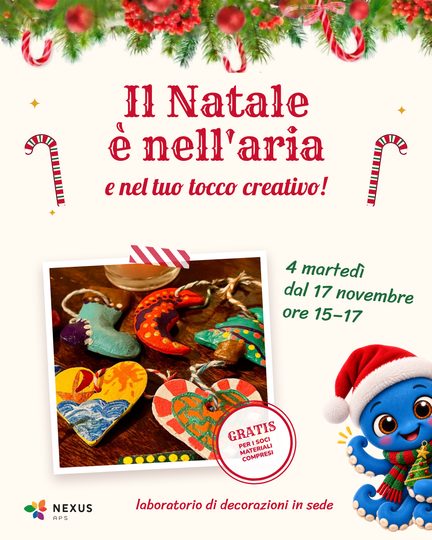 Il Natale
è nell'aria
e nel tuo tocco creativo!
4 martedì
dal 17 novembre
ore 15–17
GRATIS
PER I SOCI
MATERIALI
COMPRESI
NEXUS
APS
laboratorio di decorazioni in sede